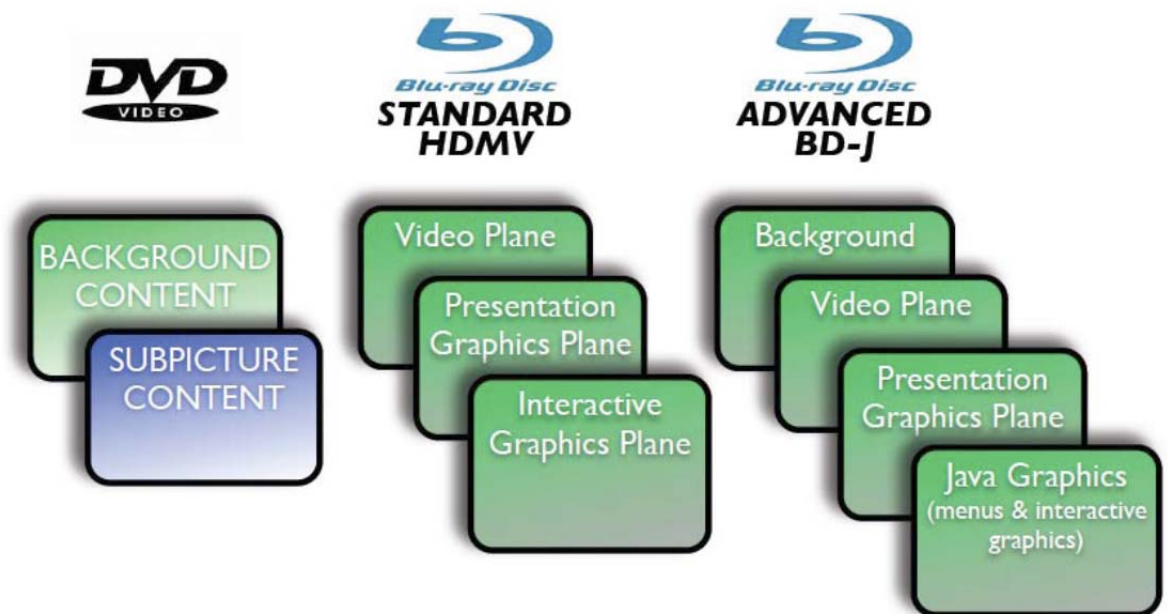 DVD
VIDEO
Blu-ray Disc
STANDARD
HDMV
Blu-ray Disc
ADVANCED
BD-J
BACKGROUND
CONTENT
SUBPICTURE
CONTENT
Video Plane
Presentation
Graphics Plane
Interactive
Graphics Plane
Background
Video Plane
Presentation
Graphics Plane
Java Graphics
(menus & interactive
graphics)